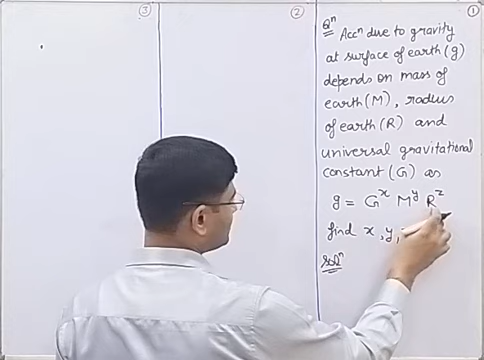 ③
②
①
Qⁿ Accⁿ due to gravity
at surface of earth (g)
depends on mass of
earth (M), radius
of earth (R) and
universal gravitational
constant (G) as
g = Gˣ Mʸ Rᶻ
find x, y,
Solⁿ